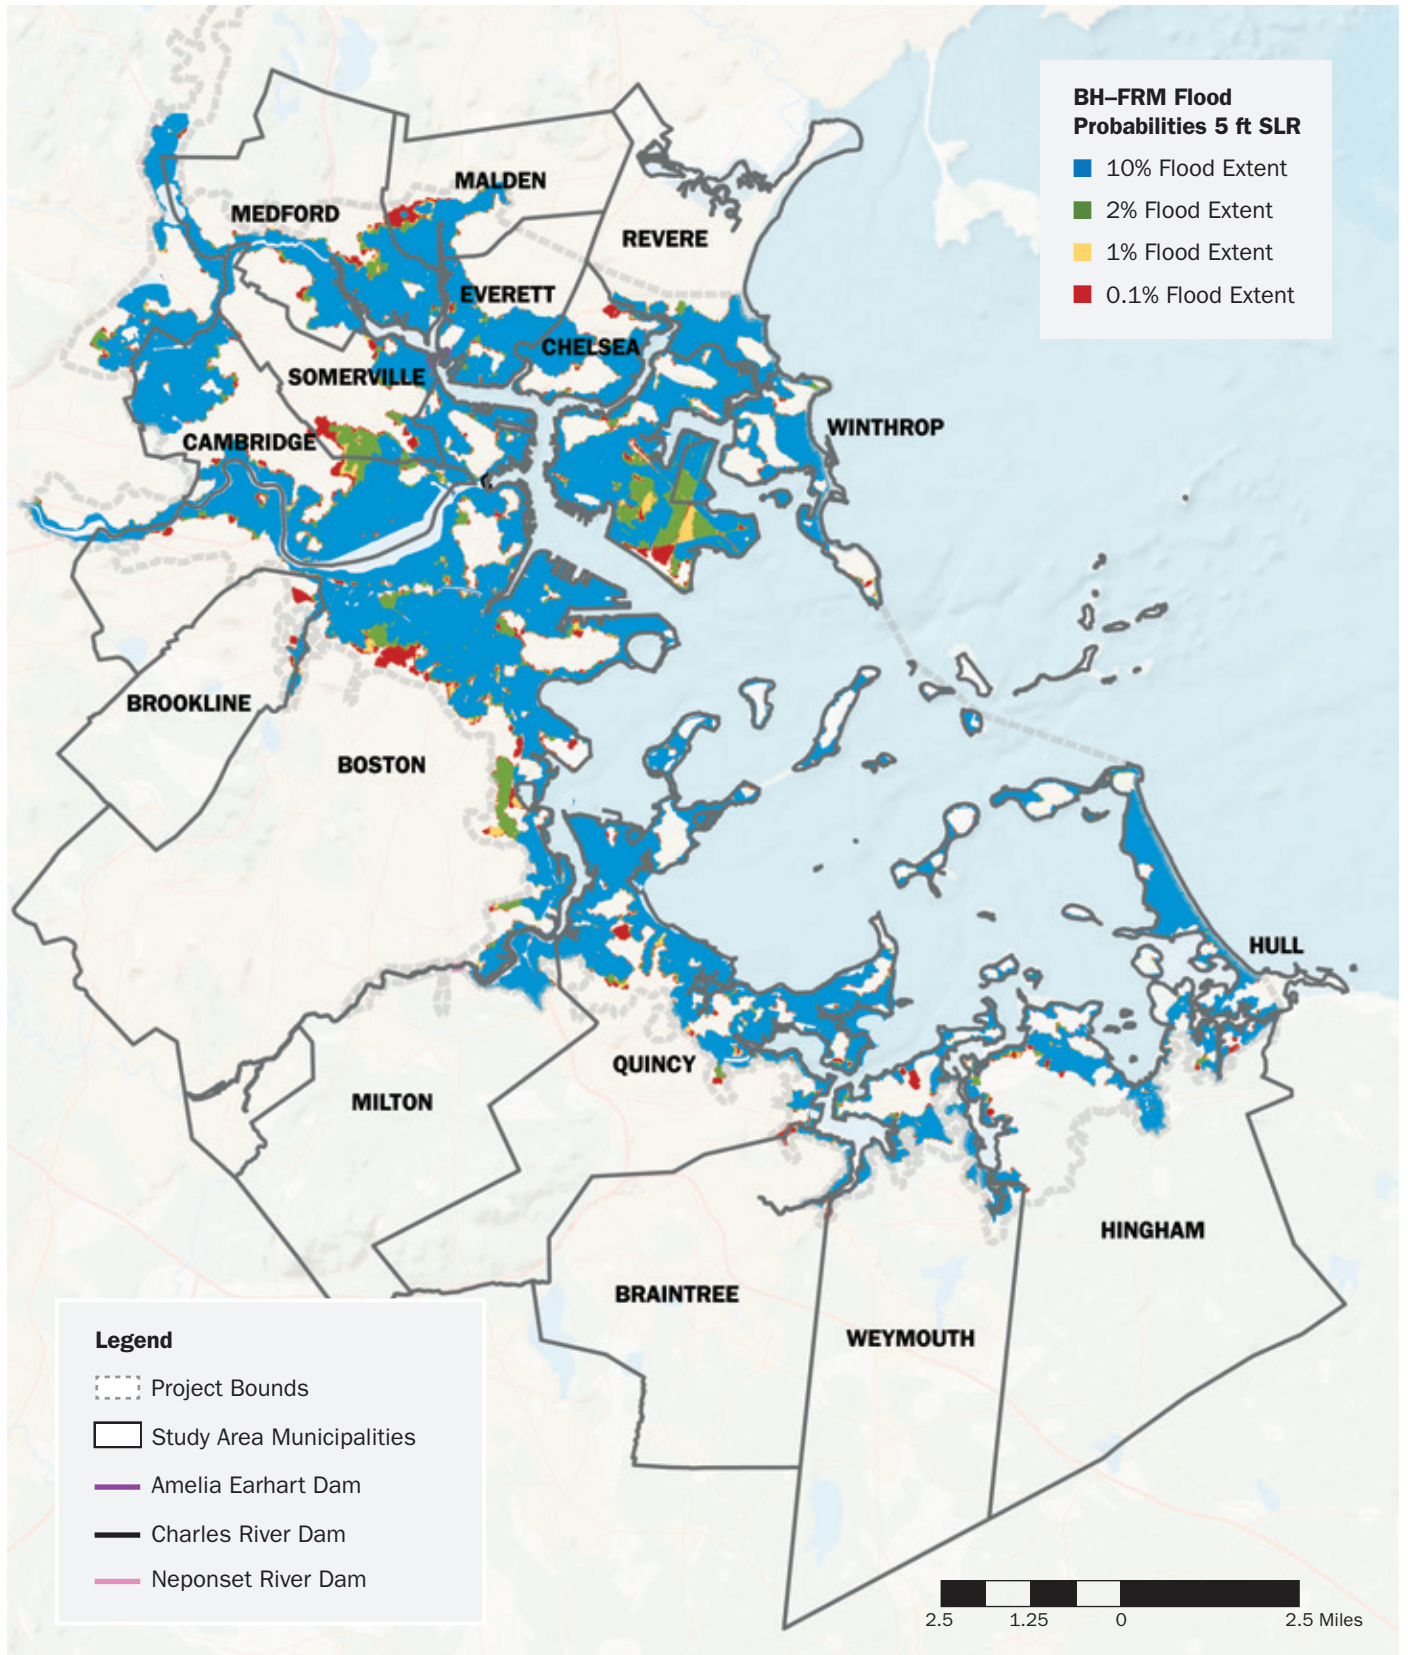 BH–FRM Flood
Probabilities 5 ft SLR
10% Flood Extent
2% Flood Extent
1% Flood Extent
0.1% Flood Extent
MALDEN
MEDFORD
REVERE
EVERETT
CHELSEA
SOMERVILLE
WINTHROP
CAMBRIDGE
BROOKLINE
BOSTON
HULL
QUINCY
MILTON
HINGHAM
BRAINTREE
WEYMOUTH
Legend
Project Bounds
Study Area Municipalities
Amelia Earhart Dam
Charles River Dam
Neponset River Dam
2.5 1.25 0 2.5 Miles